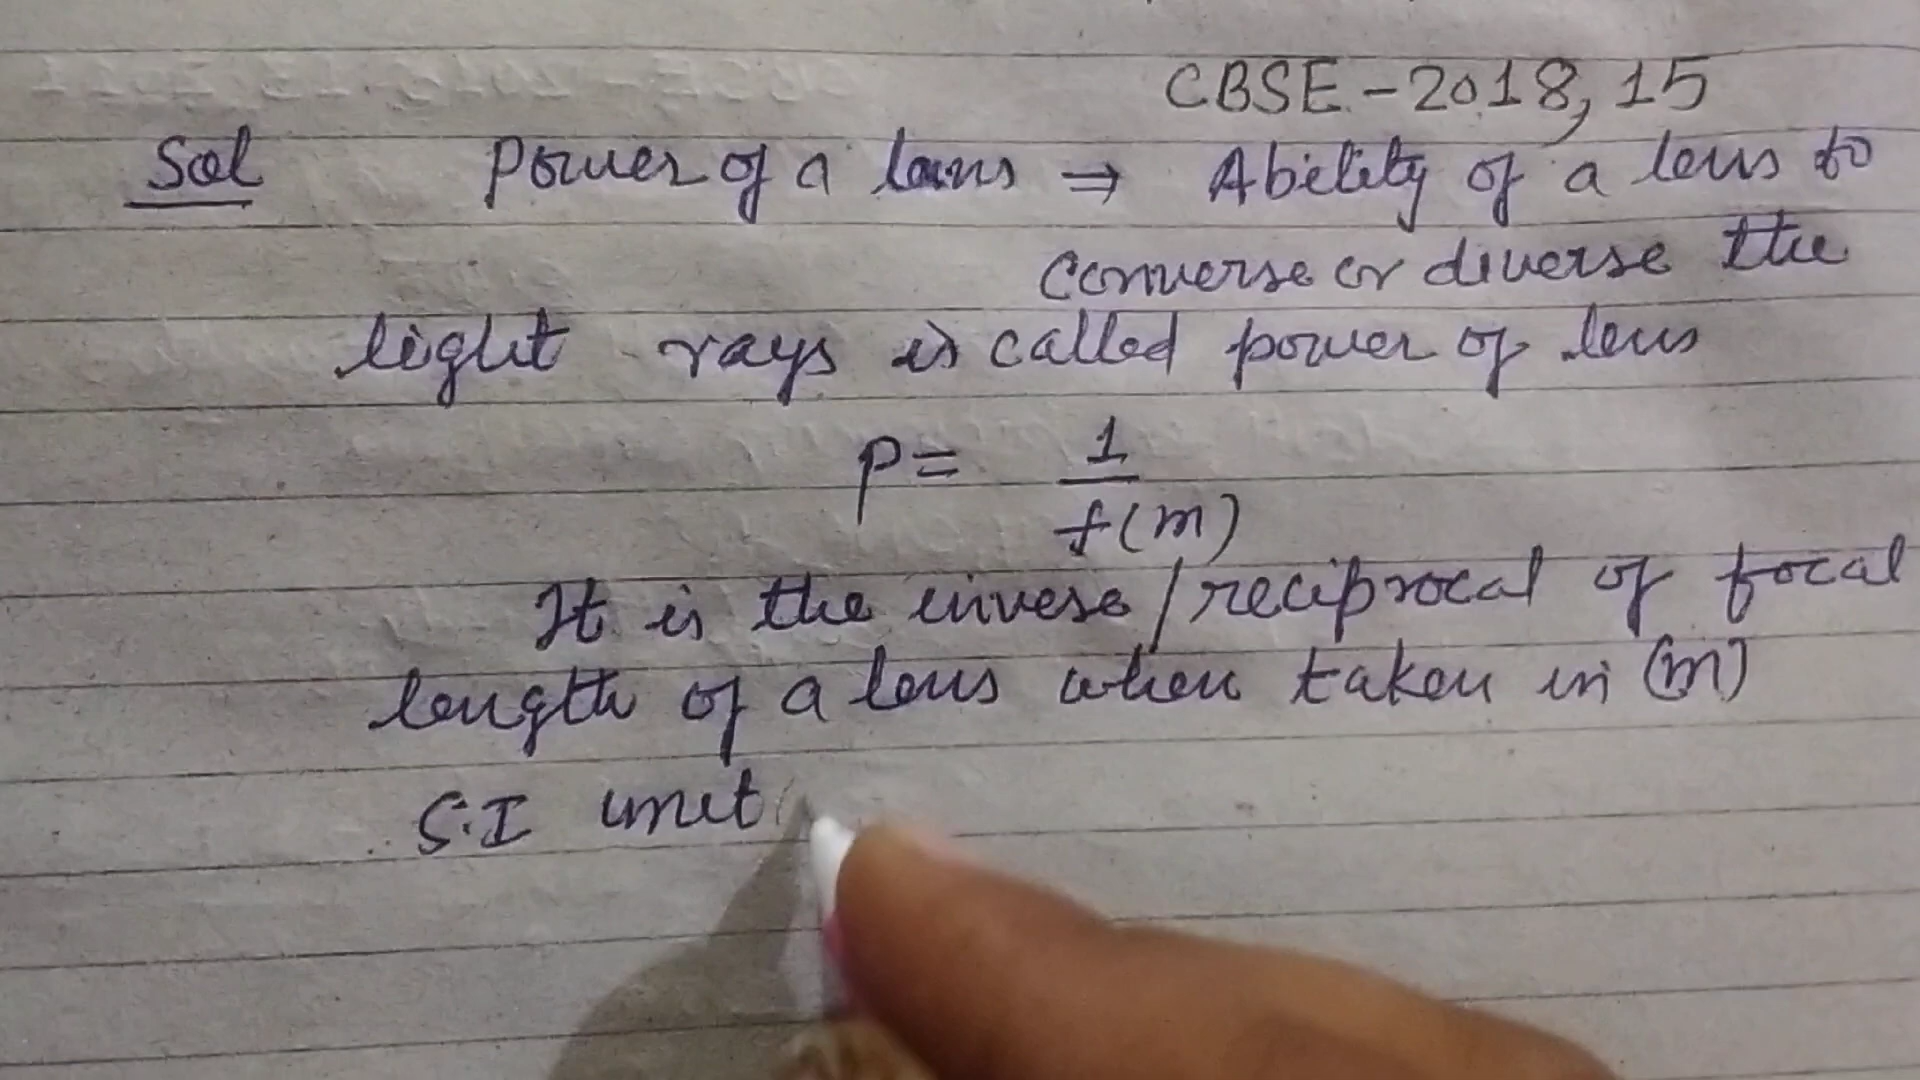 CBSE-2018, 15
Sol Power of a lens ⇒ Ability of a lens to
converse or diverse the
light rays is called power of lens
P = 1/f(m)
It is the invese/reciprocal of focal
length of a lens when taken in (m)
S.I unit